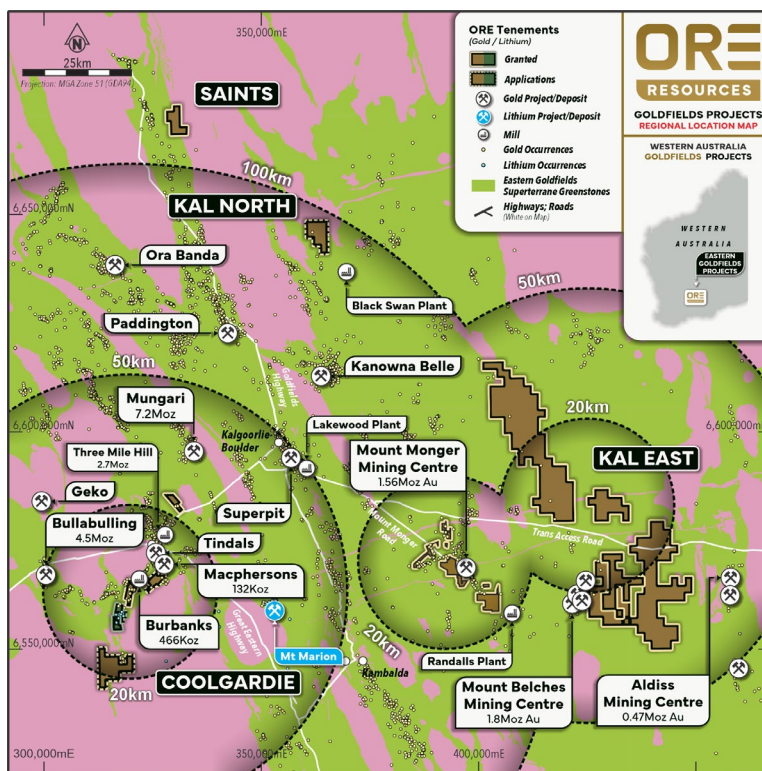 350,000mE
N
25km
Projection: MGA Zone 51 (GDA94)
SAINTS
100km
6,650,000mN
KAL NORTH
Ora Banda
Black Swan Plant
50km
Paddington
Kanowna Belle
50km
Goldfields
Highway
Mungari
7.2Moz
20km
6,600,000mN
6,600,000mN
Kalgoorlie-
Boulder
Lakewood Plant
Three Mile Hill
2.7Moz
Mount Monger
Mining Centre
1.56Moz Au
KAL EAST
Geko
Superpit
Bullabulling
4.5Moz
Tindals
Mount Monger
Road
Trans Access Road
Macphersons
132Koz
Burbanks
466Koz
Great Eastern
Highway
6,550,000mN
Mt Marion
20km
Kambalda
Randalls Plant
20km
COOLGARDIE
Mount Belches
Mining Centre
1.8Moz Au
Aldiss
Mining Centre
0.47Moz Au
300,000mE
350,000mE
400,000mE
ORE Tenements
(Gold / Lithium)
Granted
Applications
Gold Project/Deposit
Lithium Project/Deposit
Mill
Gold Occurrences
Lithium Occurrences
Eastern Goldfields
Superterrane Greenstones
Highways; Roads
(White on Map)
ORE
RESOURCES
GOLDFIELDS PROJECTS
REGIONAL LOCATION MAP
WESTERN AUSTRALIA
GOLDFIELDS PROJECTS
WESTERN
AUSTRALIA
EASTERN
GOLDFIELDS
PROJECTS
ORE